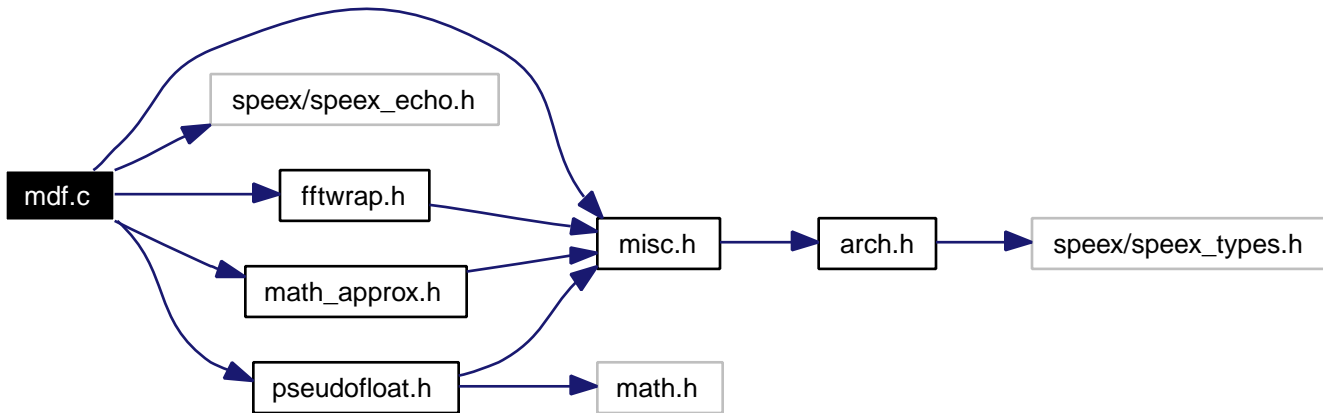 speex/speex_echo.h
mdf.c
fftwrap.h
misc.h
arch.h
speex/speex_types.h
math_approx.h
pseudofloat.h
math.h